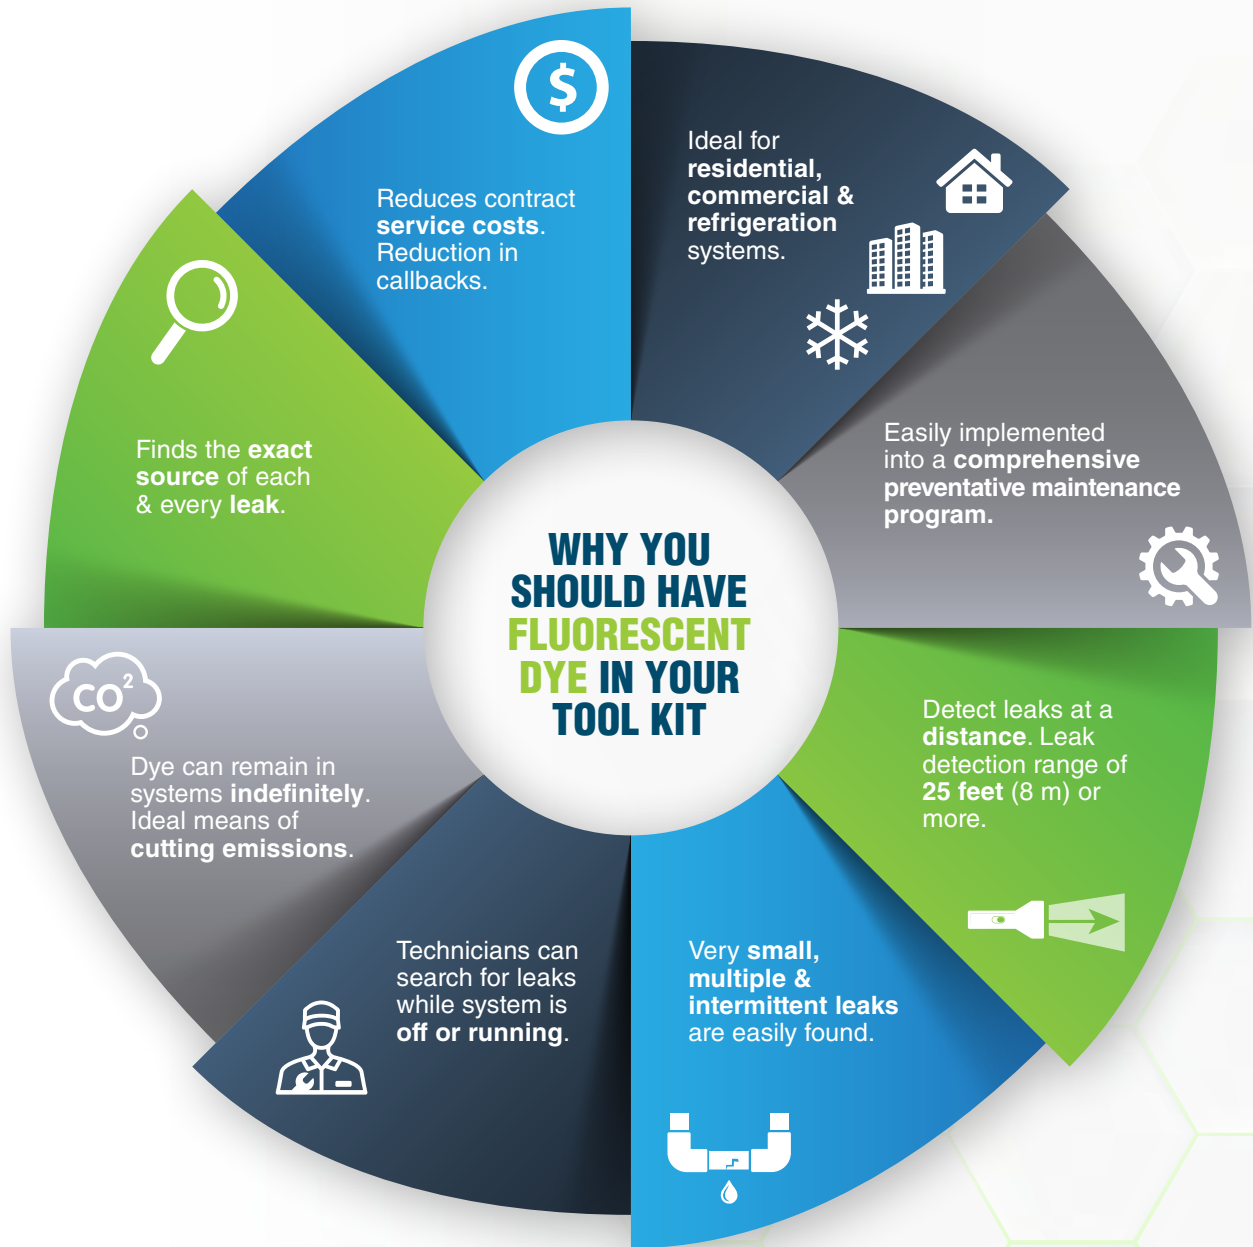 WHY YOU
SHOULD HAVE
FLUORESCENT
DYE IN YOUR
TOOL KIT
Ideal for
residential,
commercial &
refrigeration
systems.
Easily implemented
into a comprehensive
preventative maintenance
program.
Detect leaks at a
distance. Leak
detection range of
25 feet (8 m) or
more.
Very small,
multiple &
intermittent leaks
are easily found.
Technicians can
search for leaks
while system is
off or running.
CO²
Dye can remain in
systems indefinitely.
Ideal means of
cutting emissions.
Finds the exact
source of each
& every leak.
$
Reduces contract
service costs.
Reduction in
callbacks.